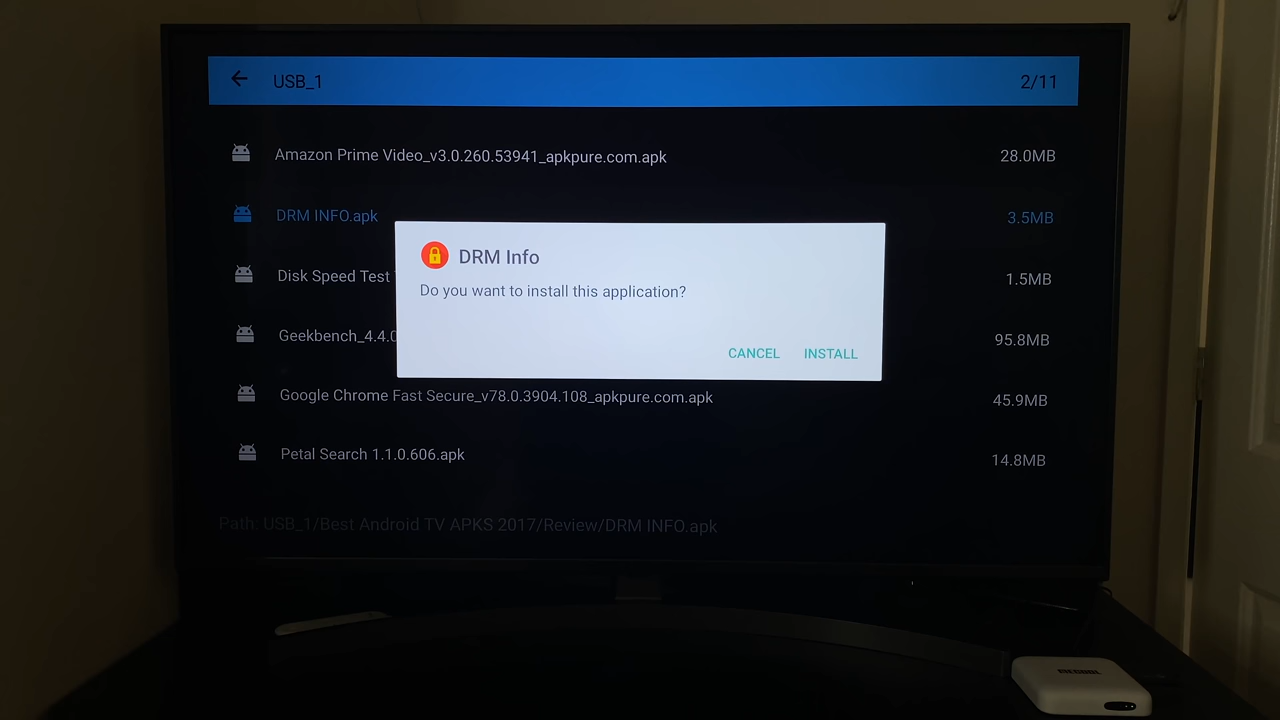 USB_1
2/11
Amazon Prime Video_v3.0.260.53941_apkpure.com.apk
28.0MB
DRM INFO.apk
3.5MB
DRM Info
Do you want to install this application?
CANCEL
INSTALL
Disk Speed Test
1.5MB
Geekbench_4.4.0
95.8MB
Google Chrome Fast Secure_v78.0.3904.108_apkpure.com.apk
45.9MB
Petal Search 1.1.0.606.apk
14.8MB
Path: USB_1/Best Android TV APKS 2017/Review/DRM INFO.apk